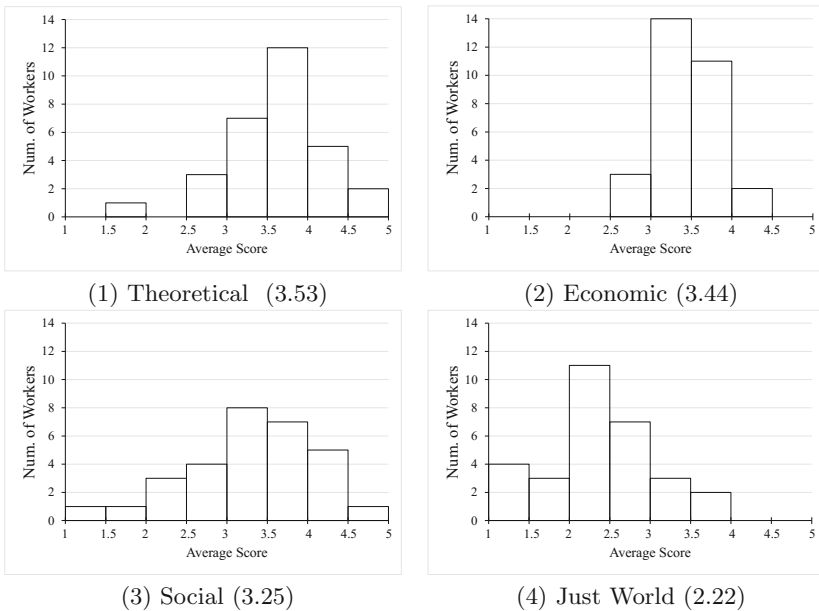 14
12
10
8
6
4
2
0
Num. of Workers
1 1.5 2 2.5 3 3.5 4 4.5 5
Average Score
(1) Theoretical (3.53)
14
12
10
8
6
4
2
0
Num. of Workers
1 1.5 2 2.5 3 3.5 4 4.5 5
Average Score
(2) Economic (3.44)
14
12
10
8
6
4
2
0
Num. of Workers
1 1.5 2 2.5 3 3.5 4 4.5 5
Average Score
(3) Social (3.25)
14
12
10
8
6
4
2
0
Num. of Workers
1 1.5 2 2.5 3 3.5 4 4.5 5
Average Score
(4) Just World (2.22)